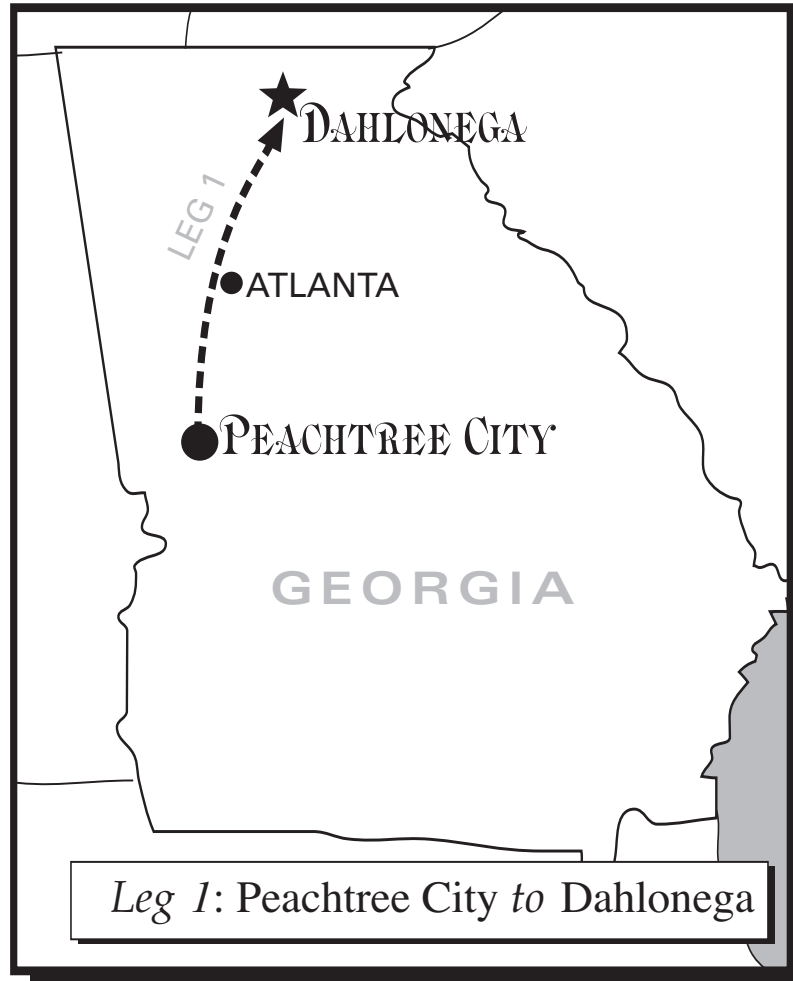 DAHLONEGA
LEG 1
ATLANTA
PEACHTREE CITY
GEORGIA
Leg 1: Peachtree City to Dahlonega